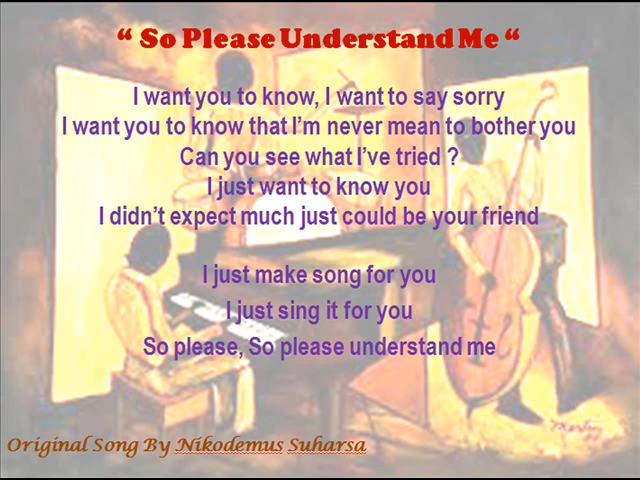 “ So Please Understand Me “
I want you to know, I want to say sorry
I want you to know that I’m never mean to bother you
Can you see what I’ve tried ?
I just want to know you
I didn’t expect much just could be your friend
I just make song for you
I just sing it for you
So please, So please understand me
Original Song By Nikodemus Suharsa